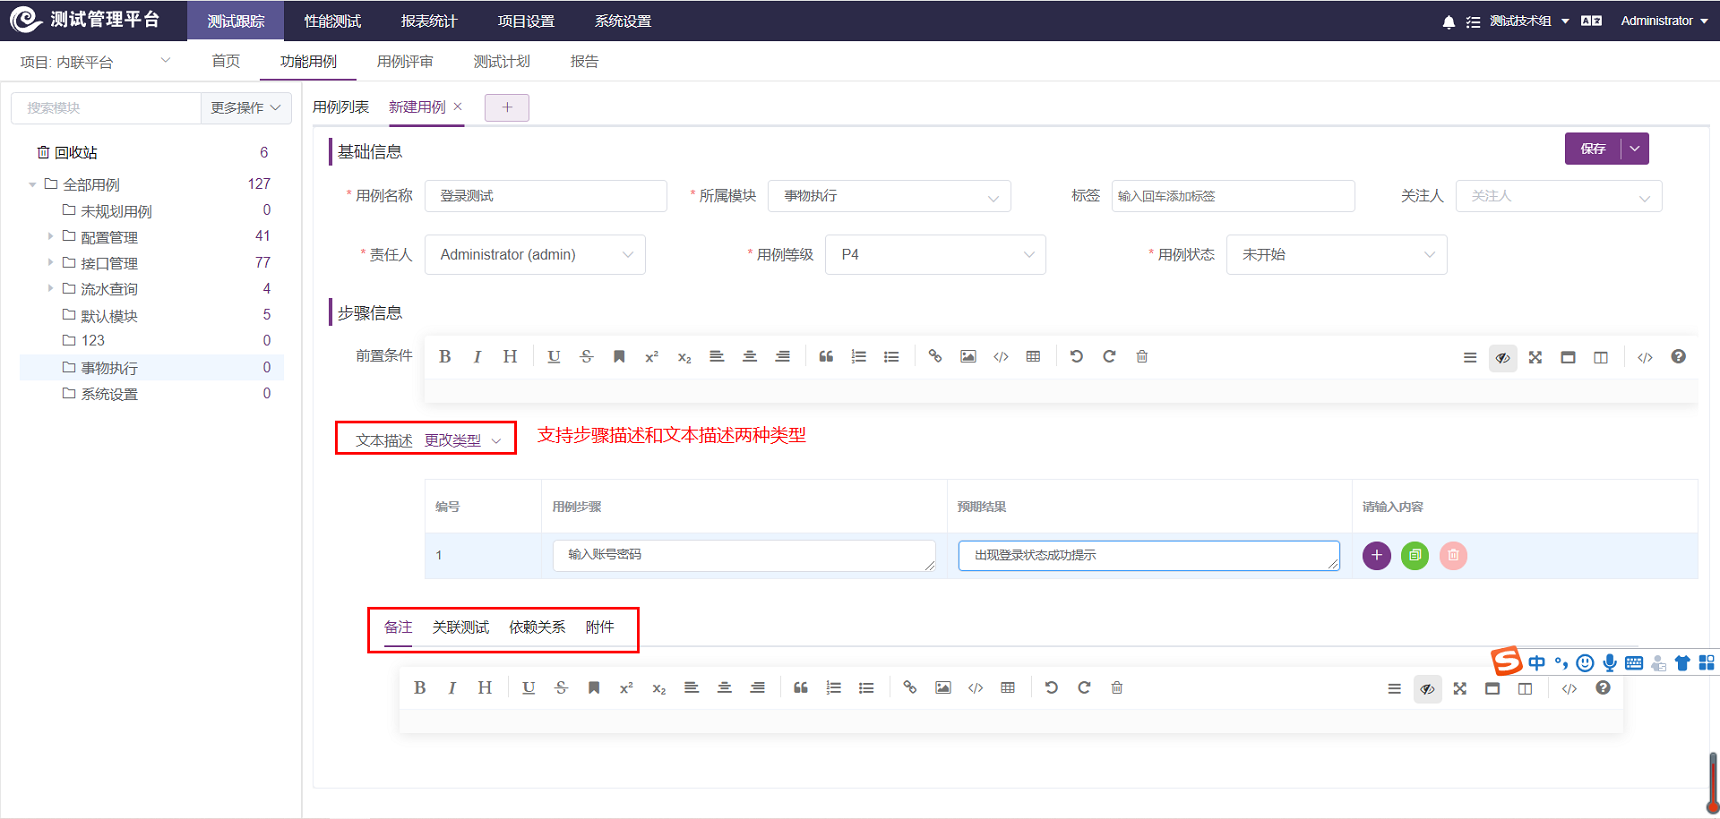 测试管理平台
测试跟踪
性能测试
报表统计
项目设置
系统设置
测试技术组
Administrator
项目: 内联平台
首页
功能用例
用例评审
测试计划
报告
搜索模块
更多操作
回收站
6
全部用例
127
未规划用例
0
配置管理
41
接口管理
77
流水查询
4
默认模块
5
123
0
事物执行
0
系统设置
0
用例列表
新建用例
基础信息
保存
* 用例名称
登录测试
* 所属模块
事物执行
标签
输入回车添加标签
关注人
关注人
* 责任人
Administrator (admin)
* 用例等级
P4
* 用例状态
未开始
步骤信息
前置条件
文本描述 更改类型
支持步骤描述和文本描述两种类型
编号
用例步骤
预期结果
请输入内容
1
输入账号密码
出现登录状态成功提示
备注
关联测试
依赖关系
附件
中